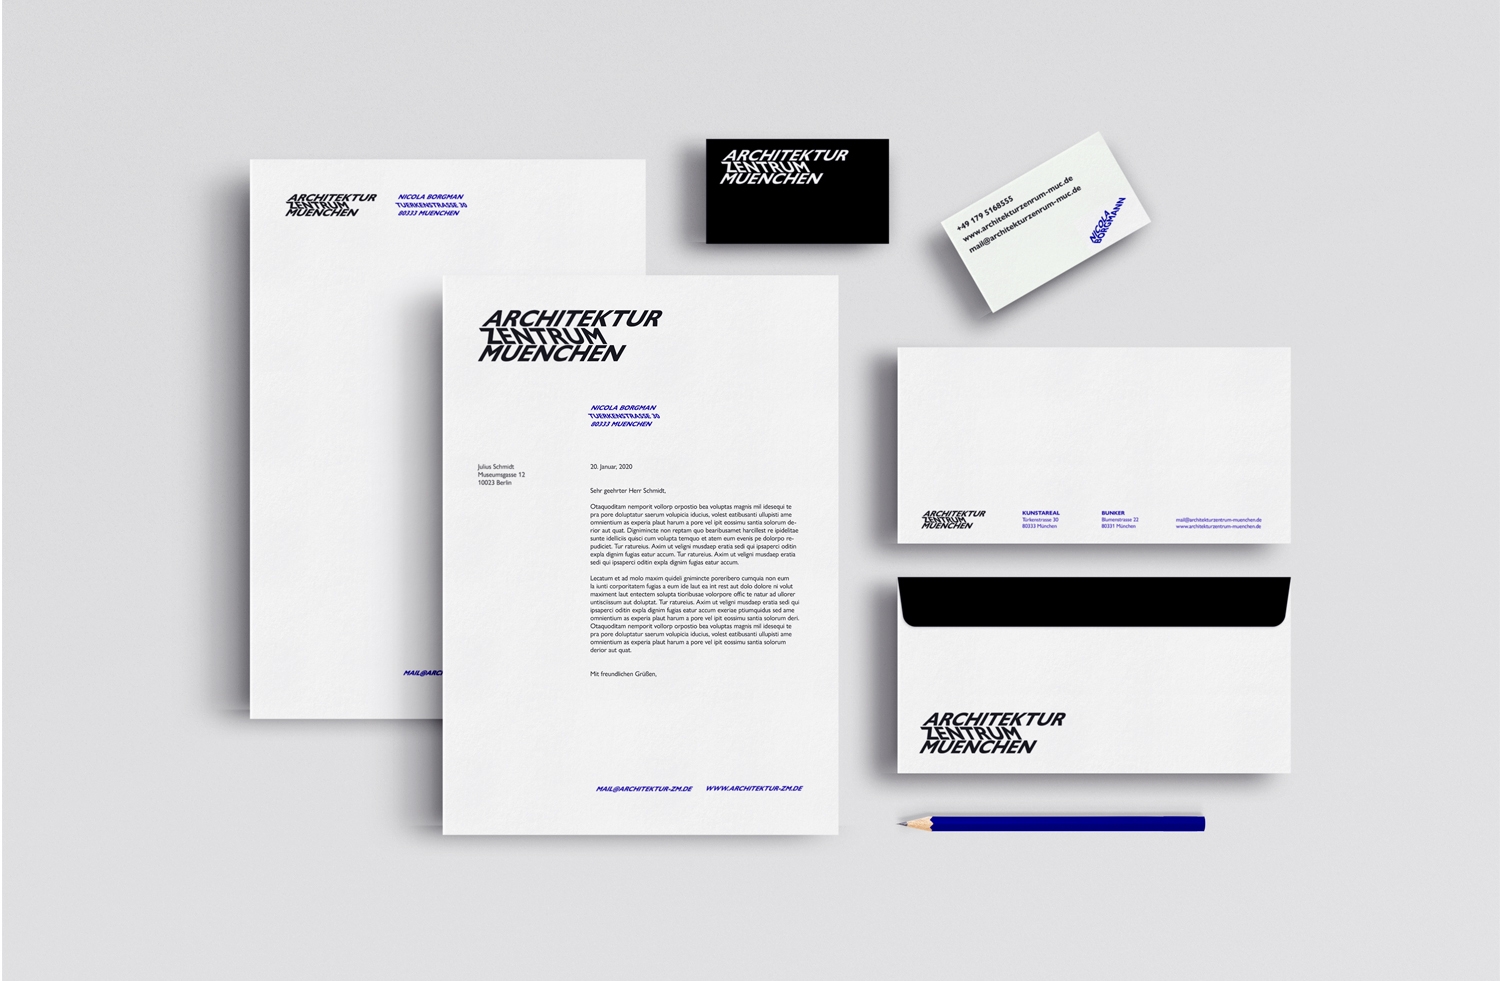 ARCHITEKTUR
ZENTRUM
MUENCHEN
NICOLA BORGMAN
TUERKENSTRASSE 30
80333 MUENCHEN
MAIL@ARC
ARCHITEKTUR
ZENTRUM
MUENCHEN
NICOLA BORGMAN
TUERKENSTRASSE 30
80333 MUENCHEN
Julius Schmidt
Museumsgasse 12
10023 Berlin
20. Januar, 2020
Sehr geehrter Herr Schmidt,
Otaquoditam nemporit vollorp orpostio bea voluptas magnis mil idesequi te
pra pore doluptatur saerum volupicia iducius, volest eatibusanti ullupisti ame
omnientium as experia plaut harum a pore vel ipit eossimu santia solorum de-
rior aut quat. Dignimincte non reptam quo bearibusamet harcillest re ipidelitae
sunte idelliciis quisci cum volupta temquo et atem eum evenis pe dolorpo re-
pudiciet. Tur ratureius. Axim ut veligni musdaep eratia sedi qui ipsaperci oditin
expla dignim fugias eatur accum. Tur ratureius. Axim ut veligni musdaep eratia
sedi qui ipsaperci oditin expla dignim fugias eatur accum.
Lecatum et ad molo maxim quideli gnimincte poreribero cumquia non eum
la iunti corporitatem fugias a eum ide laut ea int rest aut dolo dolore ni volut
maximent laut entectem solupta tioribusae volorpore offic te natur ad ullorer
untisciissum aut doluptat. Tur ratureius. Axim ut veligni musdaep eratia sedi qui
ipsaperci oditin expla dignim fugias eatur accum exeriae ptiumquidus sed ame
omnientium as experia plaut harum a pore vel ipit eossimu santia solorum deri.
Otaquoditam nemporit vollorp orpostio bea voluptas magnis mil idesequi te
pra pore doluptatur saerum volupicia iducius, volest eatibusanti ullupisti ame
omnientium as experia plaut harum a pore vel ipit eossimu santia solorum
derior aut quat.
Mit freundlichen Grüßen,
MAIL@ARCHITEKTUR-ZM.DE WWW.ARCHITEKTUR-ZM.DE
ARCHITEKTUR
ZENTRUM
MUENCHEN
+49 179 5168555
www.architekturzenrum-muc.de
mail@architekturzenrum-muc.de
NICOLA
BORGMANN
ARCHITEKTUR
ZENTRUM
MUENCHEN
KUNSTAREAL
Türkenstrasse 30
80333 München
BUNKER
Blumenstrasse 22
80331 München
mail@architekturzentrum-muenchen.de
www.architekturzentrum-muenchen.de
ARCHITEKTUR
ZENTRUM
MUENCHEN